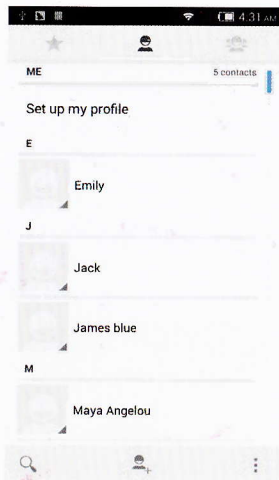 4:31 AM
ME 5 contacts
Set up my profile
E
Emily
J
Jack
James blue
M
Maya Angelou